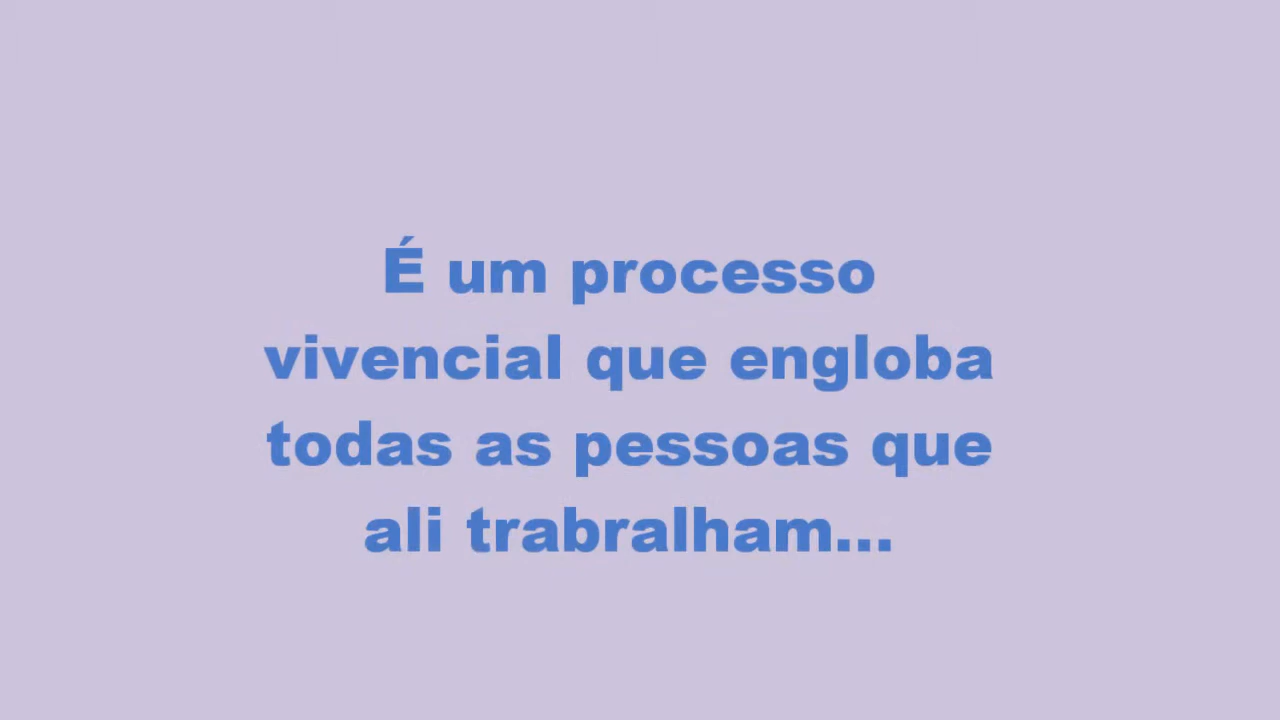 É um processo
vivencial que engloba
todas as pessoas que
ali trabralham...